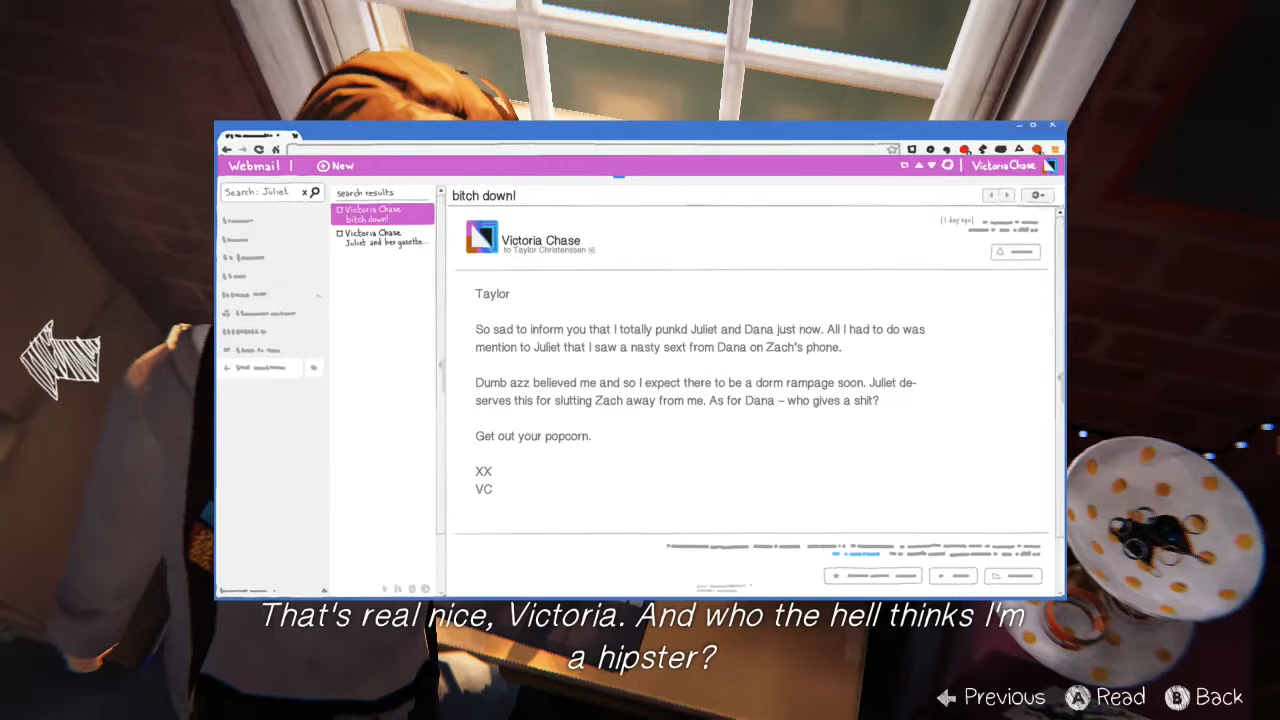 Webmail |
New
Victoria Chase
Search: Juliet x
search results
Victoria Chase
bitch down!
Victoria Chase
Juliet and her gazette...
bitch down!
[1 day ago]
Victoria Chase
to Taylor Christenssen
Taylor
So sad to inform you that I totally punkd Juliet and Dana just now. All I had to do was
mention to Juliet that I saw a nasty sext from Dana on Zach's phone.
Dumb azz believed me and so I expect there to be a dorm rampage soon. Juliet de-
serves this for slutting Zach away from me. As for Dana – who gives a shit?
Get out your popcorn.
XX
VC
That's real nice, Victoria. And who the hell thinks I'm
a hipster?
Previous
A Read
B Back